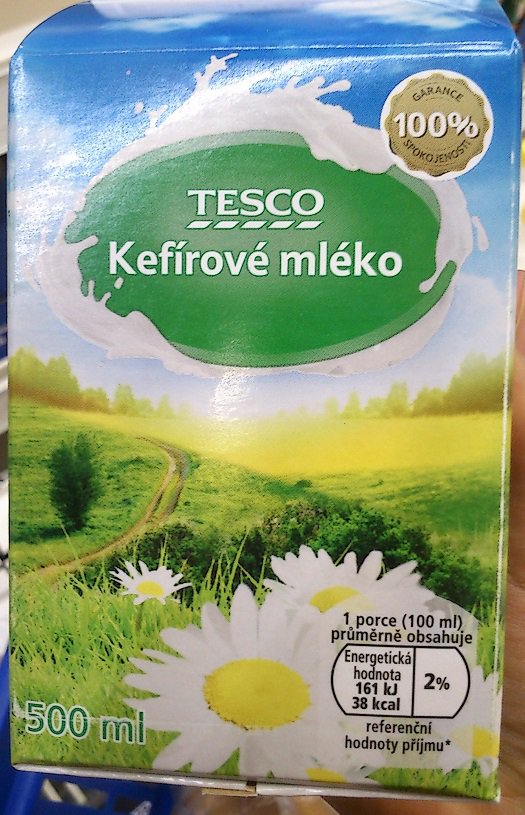 GARANCE
100%
SPOKOJENOSTI
TESCO
Kefírové mléko
1 porce (100 ml)
průměrně obsahuje
Energetická
hodnota
161 kJ
38 kcal
2%
referenční
hodnoty příjmu*
500 ml